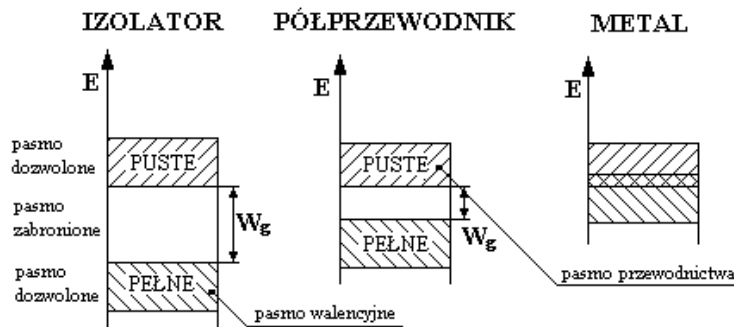 IZOLATOR
PÓŁPRZEWODNIK
METAL
E
E
E
pasmo
dozwolone
PUSTE
PUSTE
pasmo
zabronione
Wg
Wg
PEŁNE
pasmo
dozwolone
PEŁNE
pasmo przewodnictwa
pasmo walencyjne